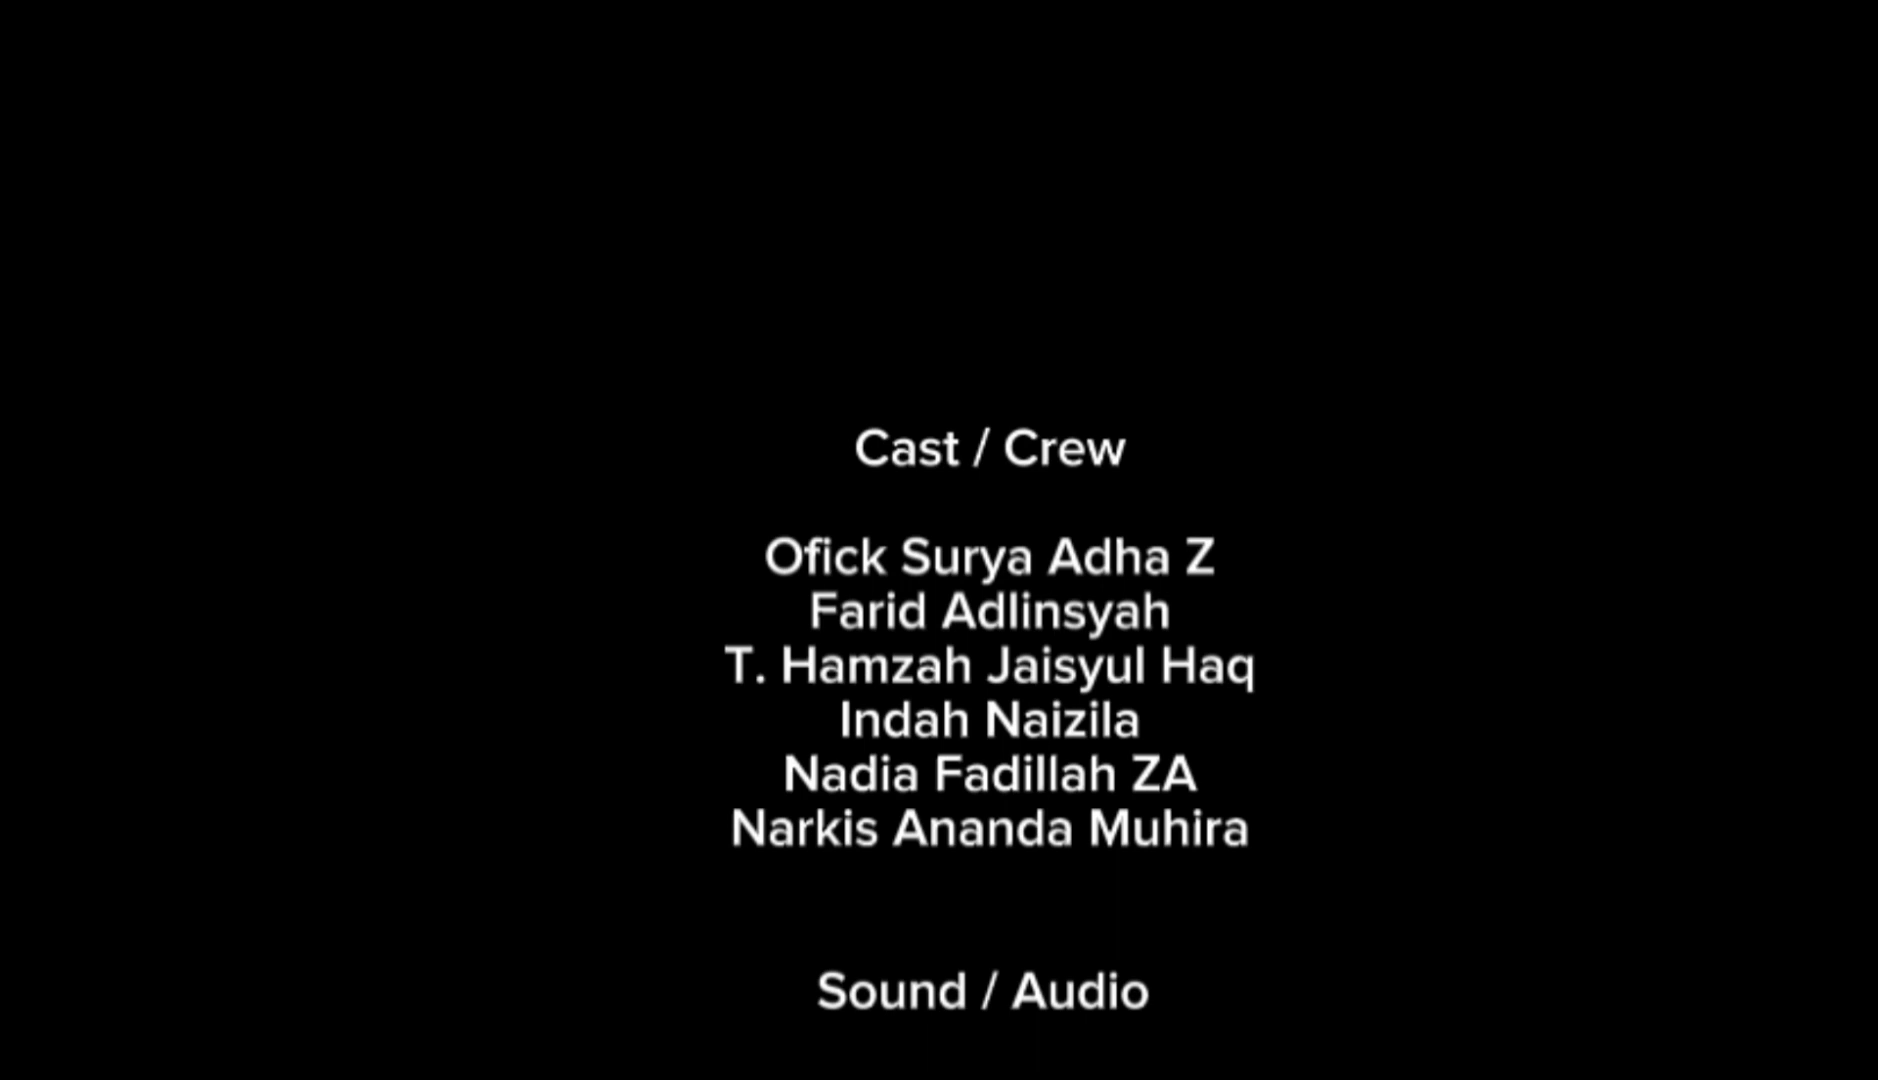 Cast / Crew
Ofick Surya Adha Z
Farid Adlinsyah
T. Hamzah Jaisyul Haq
Indah Naizila
Nadia Fadillah ZA
Narkis Ananda Muhira
Sound / Audio